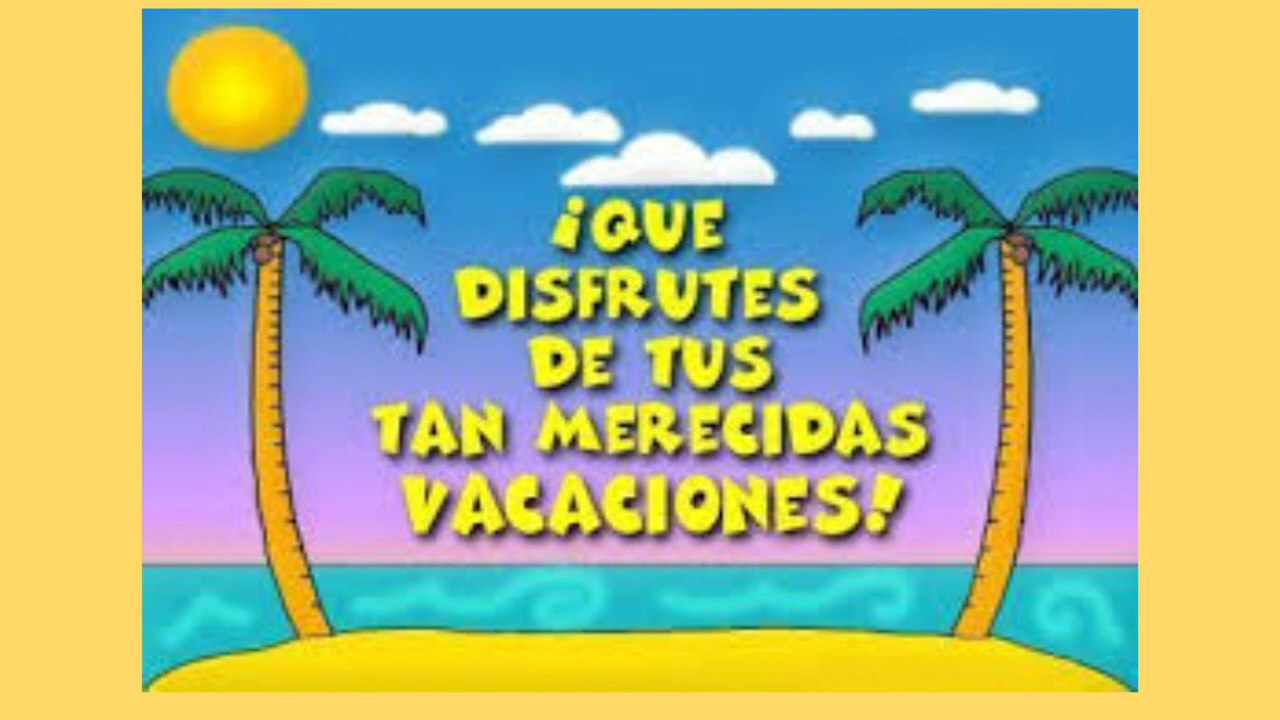 ¡QUE
DISFRUTES
DE TUS
TAN MERECIDAS
VACACIONES!